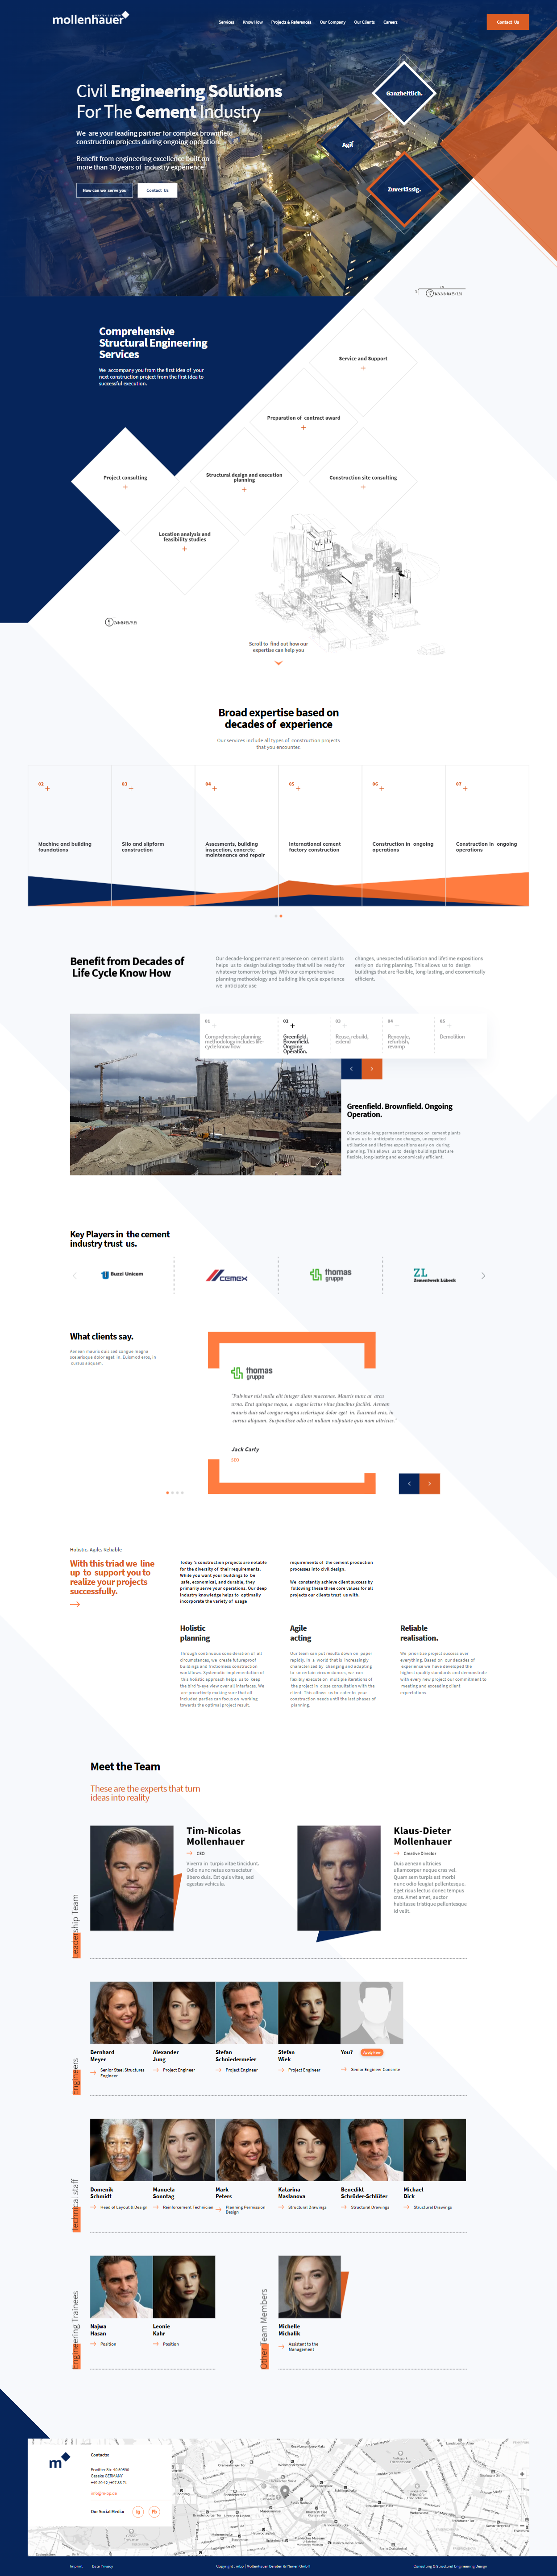 mollenhauer
Services
Know How
Projects & References
Our Company
Our Clients
Careers
Contact Us
Civil Engineering Solutions
For The Cement Industry
We are your leading partner for complex brownfield
construction projects during ongoing operation.
Benefit from engineering excellence built on
more than 30 years of industry experience
How can we serve you
Contact Us
Ganzheitlich.
Agil
Zuverlässig.
Comprehensive
Structural Engineering
Services
We accompany you from the first idea of your
next construction project from the first idea to
successful execution.
Service and Support
Preparation of contract award
Project consulting
Structural design and execution
planning
Construction site consulting
Location analysis and
feasibility studies
Scroll to find out how our
expertise can help you
Broad expertise based on
decades of experience
Our services include all types of construction projects
that you encounter.
02
Machine and building
foundations
03
Silo and slipform
construction
04
Assesments, building
inspection, concrete
maintenance and repair
05
International cement
factory construction
06
Construction in ongoing
operations
07
Construction in ongoing
operations
Benefit from Decades of
Life Cycle Know How
Our decade-long permanent presence on cement plants
helps us to design buildings today that will be ready for
whatever tomorrow brings. With our comprehensive
planning methodology and building life cycle experience
we anticipate use
changes, unexpected utilisation and lifetime expositions
early on during planning. This allows us to design
buildings that are flexible, long-lasting, and economically
efficient.
01
Comprehensive planning
methodology includes life-
cycle know how
02
Greenfield.
Brownfield.
Ongoing
Operation.
03
Reuse, rebuild,
extend
04
Renovate,
refurbish,
revamp
05
Demolition
Greenfield. Brownfield. Ongoing
Operation.
Our decade-long permanent presence on cement plants
allows us to anticipate use changes, unexpected
utilisation and lifetime expositions early on during
planning. This allows us to design buildings that are
flexible, long-lasting and economically efficient.
Key Players in the cement
industry trust us.
Buzzi Unicem
CEMEX
thomas
gruppe
ZL
Zementwerk Lübeck
What clients say.
Aenean mauris duis sed congue magna
scelerisque dolor eget in. Euismod eros, in
cursus aliquam.
thomas
gruppe
"Pulvinar nisl nulla elit integer diam maecenas. Mauris nunc at arcu
urna. Erat quisque neque, a augue lectus vitae faucibus facilisi. Aenean
mauris duis sed congue magna scelerisque dolor eget in. Euismod eros, in
cursus aliquam. Suspendisse odio est nullam vulputate quis nam ultricies."
Jack Carty
CEO
Holistic, Agile, Reliable
With this triad we line
up to support you to
realize your projects
successfully.
Today 's construction projects are notable
for the diversity of their requirements.
While you want your buildings to be
safe, economical, and durable, they
primarily serve your operations. Our deep
industry knowledge helps to optimally
incorporate the variety of usage
requirements of the cement production
processes into civil design.
We constantly achieve client success by
following these three core values for all
projects our clients trust us with.
Holistic
planning
Through continuous consideration of all
circumstances, we create futureproof
buildings and frictionless construction
workflows. Systematic implementation of
this holistic approach helps us to keep
the bird 's-eye view over all interfaces. We
are proactively making sure that all
included parties can focus on working
towards the optimal project result.
Agile
acting
Our team can put results down on paper
rapidly. In a world that is increasingly
characterized by changing and adapting
to uncertain circumstances, we can
flexibly execute on multiple iterations of
the project in close consultation with the
client. This allows us to cater to your
construction needs until the last phases of
planning.
Reliable
realisation.
We prioritize project success over
everything. Based on our decades of
experience we have developed the
highest quality standards and demonstrate
with every new project our commitment to
meeting and exceeding client
expectations.
Meet the Team
These are the experts that turn
ideas into reality
Leadership Team
Tim-Nicolas
Mollenhauer
CEO
Viverra in turpis vitae tincidunt.
Odio nunc netus consectetur
libero duis. Est quis vitae, sed
egestas vehicula.
Klaus-Dieter
Mollenhauer
Creative Director
Duis aenean ultricies
ullamcorper neque cras vel.
Quam sem turpis est morbi
nunc odio feugiat pellentesque.
Eget risus lectus donec tempus
cras. Amet amet, auctor
habitasse tristique pellentesque
id velit.
Engineers
Bernhard
Meyer
Senior Steel Structures
Engineer
Alexander
Jung
Project Engineer
Stefan
Schniedermeier
Project Engineer
Stefan
Wiek
Project Engineer
You?
Apply Now
Senior Engineer Concrete
Technical staff
Domenik
Schmidt
Head of Layout & Design
Manuela
Sonntag
Reinforcement Technician
Mark
Peters
Planning Permission
Design
Katarina
Maslanova
Structural Drawings
Benedikt
Schröder-Schlüter
Structural Drawings
Michael
Dick
Structural Drawings
Engineering Trainees
Najwa
Hasan
Position
Leonie
Kahr
Position
Other Team Members
Michelle
Michalik
Assistent to the
Management
m
Contacts:
Erwitter Str. 40 59590
Geseke GERMANY
Our Social Media:
Imprint
Data Privacy
Consulting & Structural Engineering Design